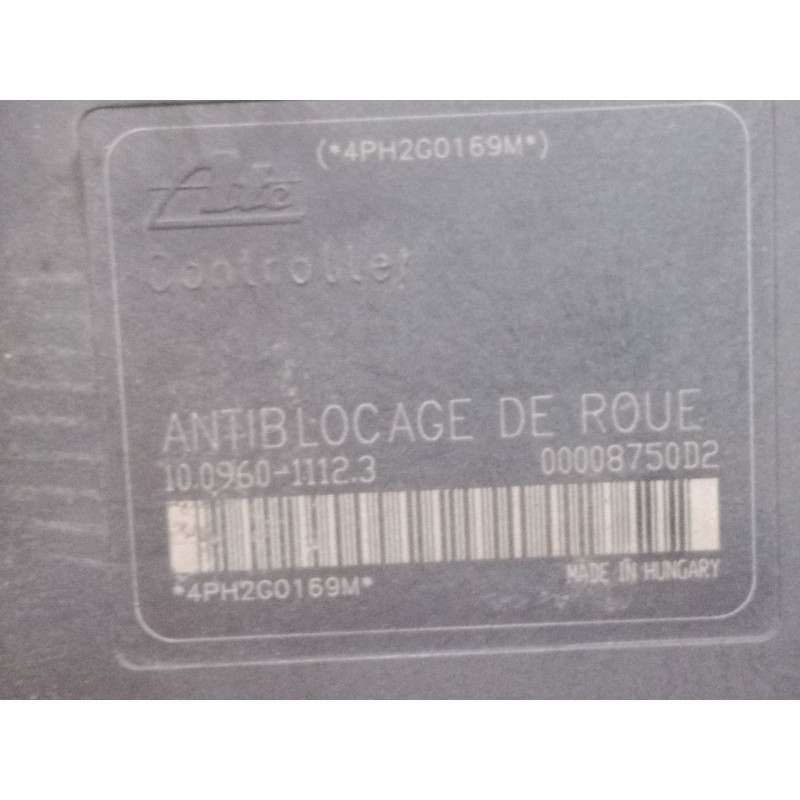 (*4PH2G0169M*)
Ate
Controller
ANTIBLOCAGE DE ROUE
10.0960-1112.3 00008750D2
*4PH2G0169M* MADE IN HUNGARY